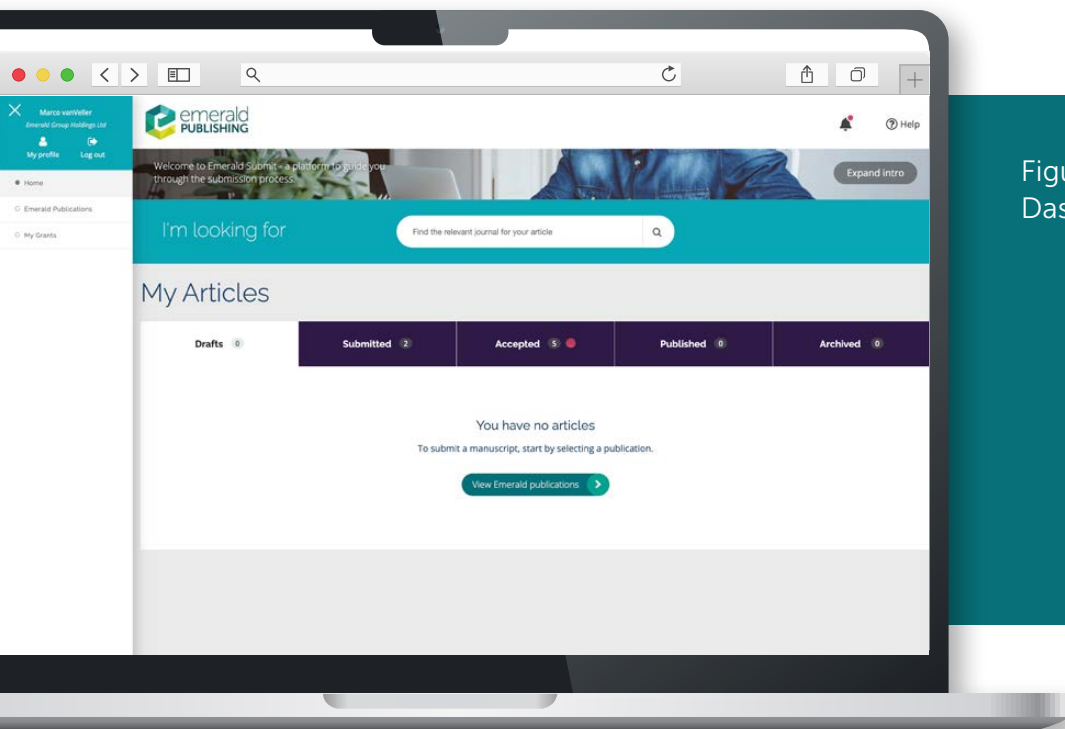 Marco vanVeller
Emerald Group Holdings Ltd
My profile Log out
Home
Emerald Publications
My Grants
emerald
PUBLISHING
Help
Welcome to Emerald Submit - a platform to guide you
through the submission process.
Expand intro
I'm looking for
Find the relevant journal for your article
My Articles
Drafts 0
Submitted 2
Accepted 5
Published 0
Archived 0
You have no articles
To submit a manuscript, start by selecting a publication.
View Emerald publications
Figu
Das